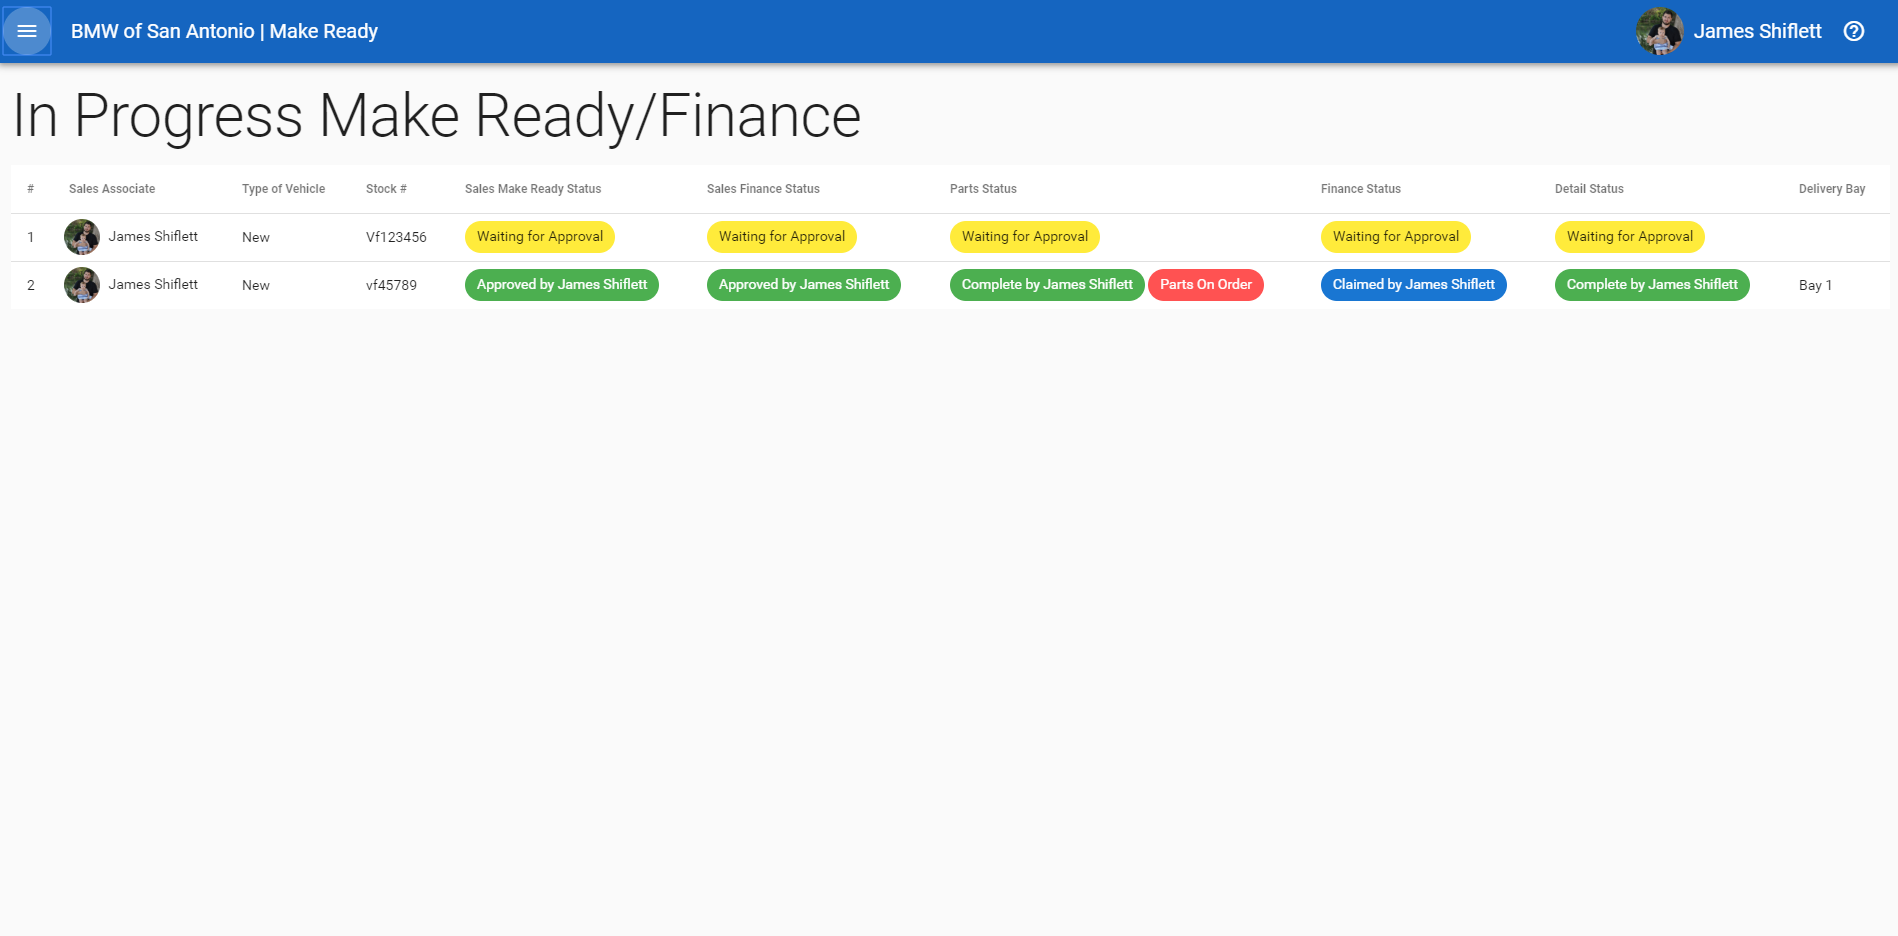 BMW of San Antonio | Make Ready James Shiflett
In Progress Make Ready/Finance
# Sales Associate Type of Vehicle Stock # Sales Make Ready Status Sales Finance Status Parts Status Finance Status Detail Status Delivery Bay
1 James Shiflett New Vf123456 Waiting for Approval Waiting for Approval Waiting for Approval Waiting for Approval Waiting for Approval
2 James Shiflett New vf45789 Approved by James Shiflett Approved by James Shiflett Complete by James Shiflett Parts On Order Claimed by James Shiflett Complete by James Shiflett Bay 1